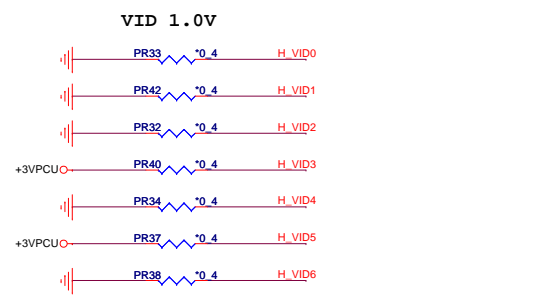 VID 1.0V
PR33 *0_4 H_VID0
PR42 *0_4 H_VID1
PR32 *0_4 H_VID2
+3VPCU PR40 *0_4 H_VID3
PR34 *0_4 H_VID4
+3VPCU PR37 *0_4 H_VID5
PR38 *0_4 H_VID6